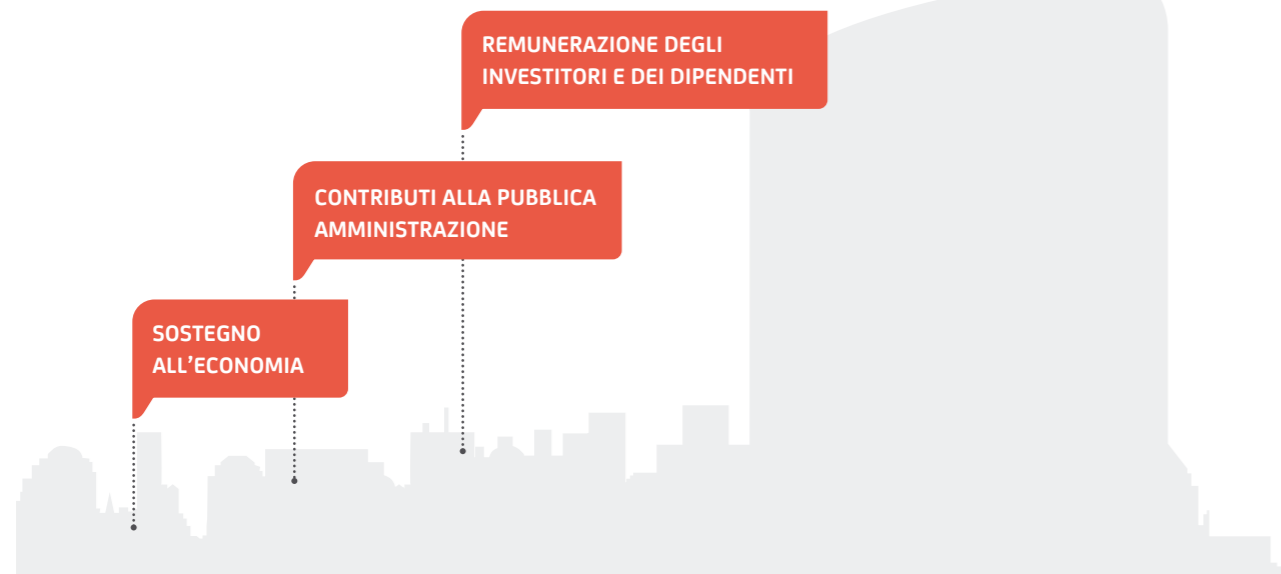 REMUNERAZIONE DEGLI
INVESTITORI E DEI DIPENDENTI
CONTRIBUTI ALLA PUBBLICA
AMMINISTRAZIONE
SOSTEGNO
ALL’ECONOMIA